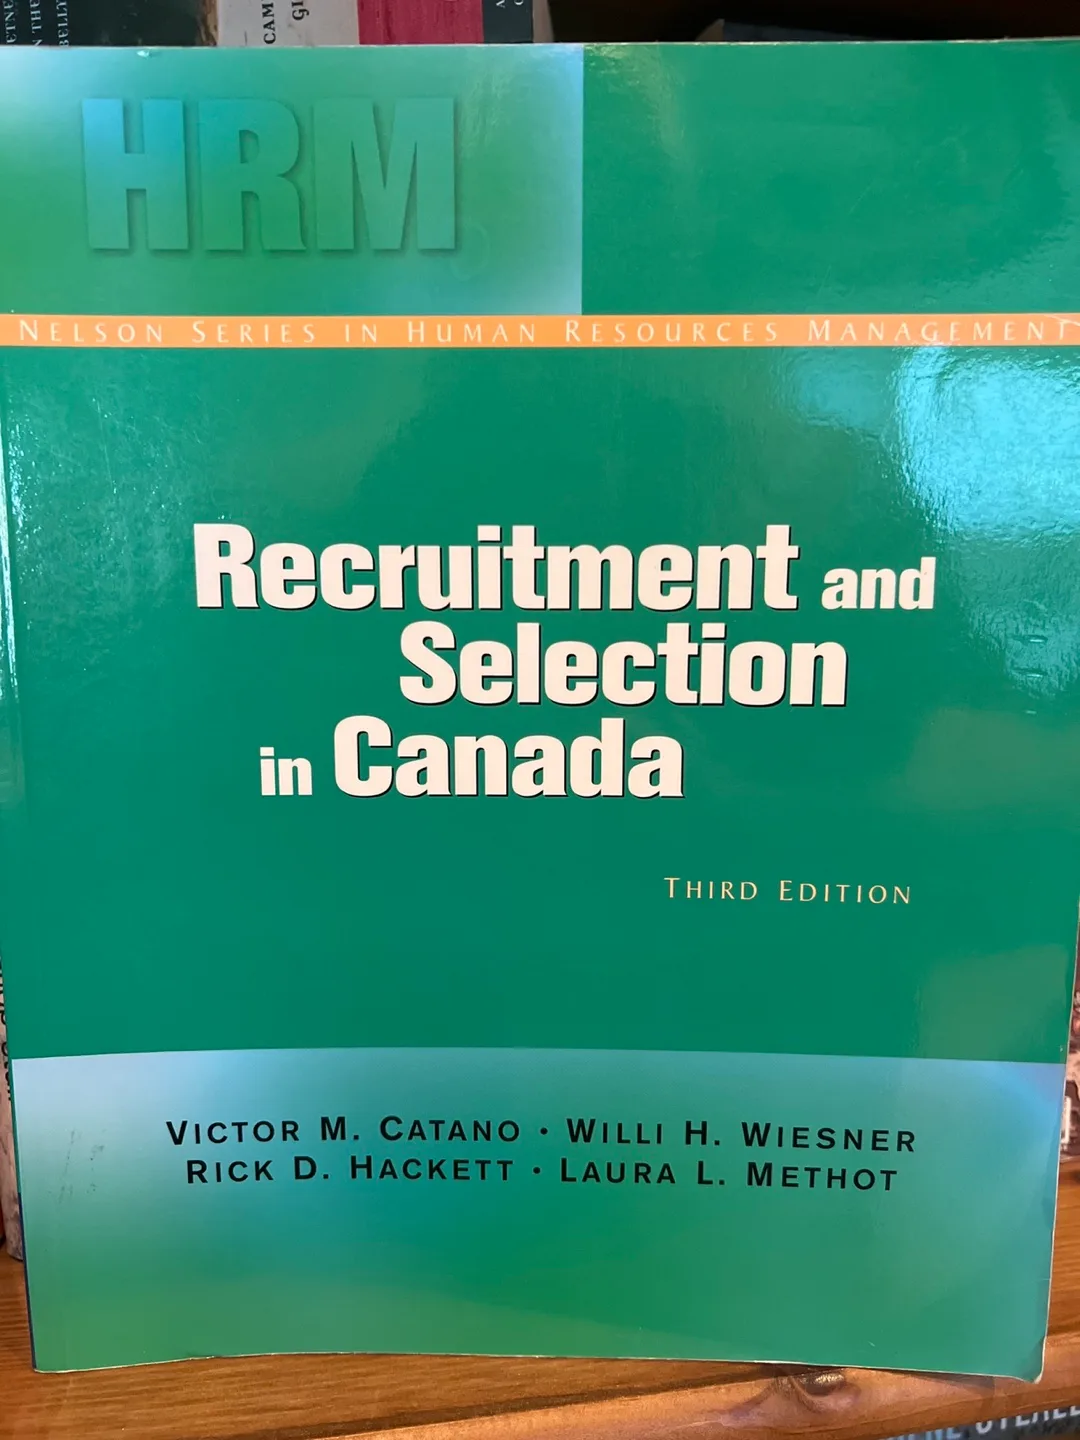 HRM
NELSON SERIES IN HUMAN RESOURCES MANAGEMENT
Recruitment and
Selection
in Canada
THIRD EDITION
VICTOR M. CATANO • WILLI H. WIESNER
RICK D. HACKETT • LAURA L. METHOT